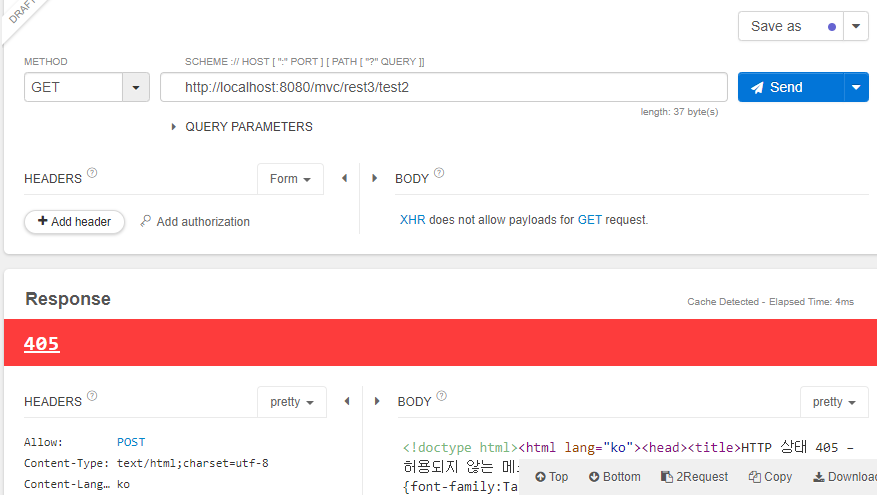 DRAFT
Save as
METHOD
SCHEME :// HOST [ ":" PORT ] [ PATH [ "?" QUERY ]]
GET
http://localhost:8080/mvc/rest3/test2
Send
length: 37 byte(s)
QUERY PARAMETERS
HEADERS ?
Form
BODY ?
+ Add header
Add authorization
XHR does not allow payloads for GET request.
Response
Cache Detected - Elapsed Time: 4ms
405
HEADERS ?
pretty
BODY ?
pretty
Allow: POST
Content-Type: text/html;charset=utf-8
Content-Lang… ko
<!doctype html><html lang="ko"><head><title>HTTP 상태 405 –
허용되지 않는
{font-family:Ta
Top
Bottom
2Request
Copy
Download